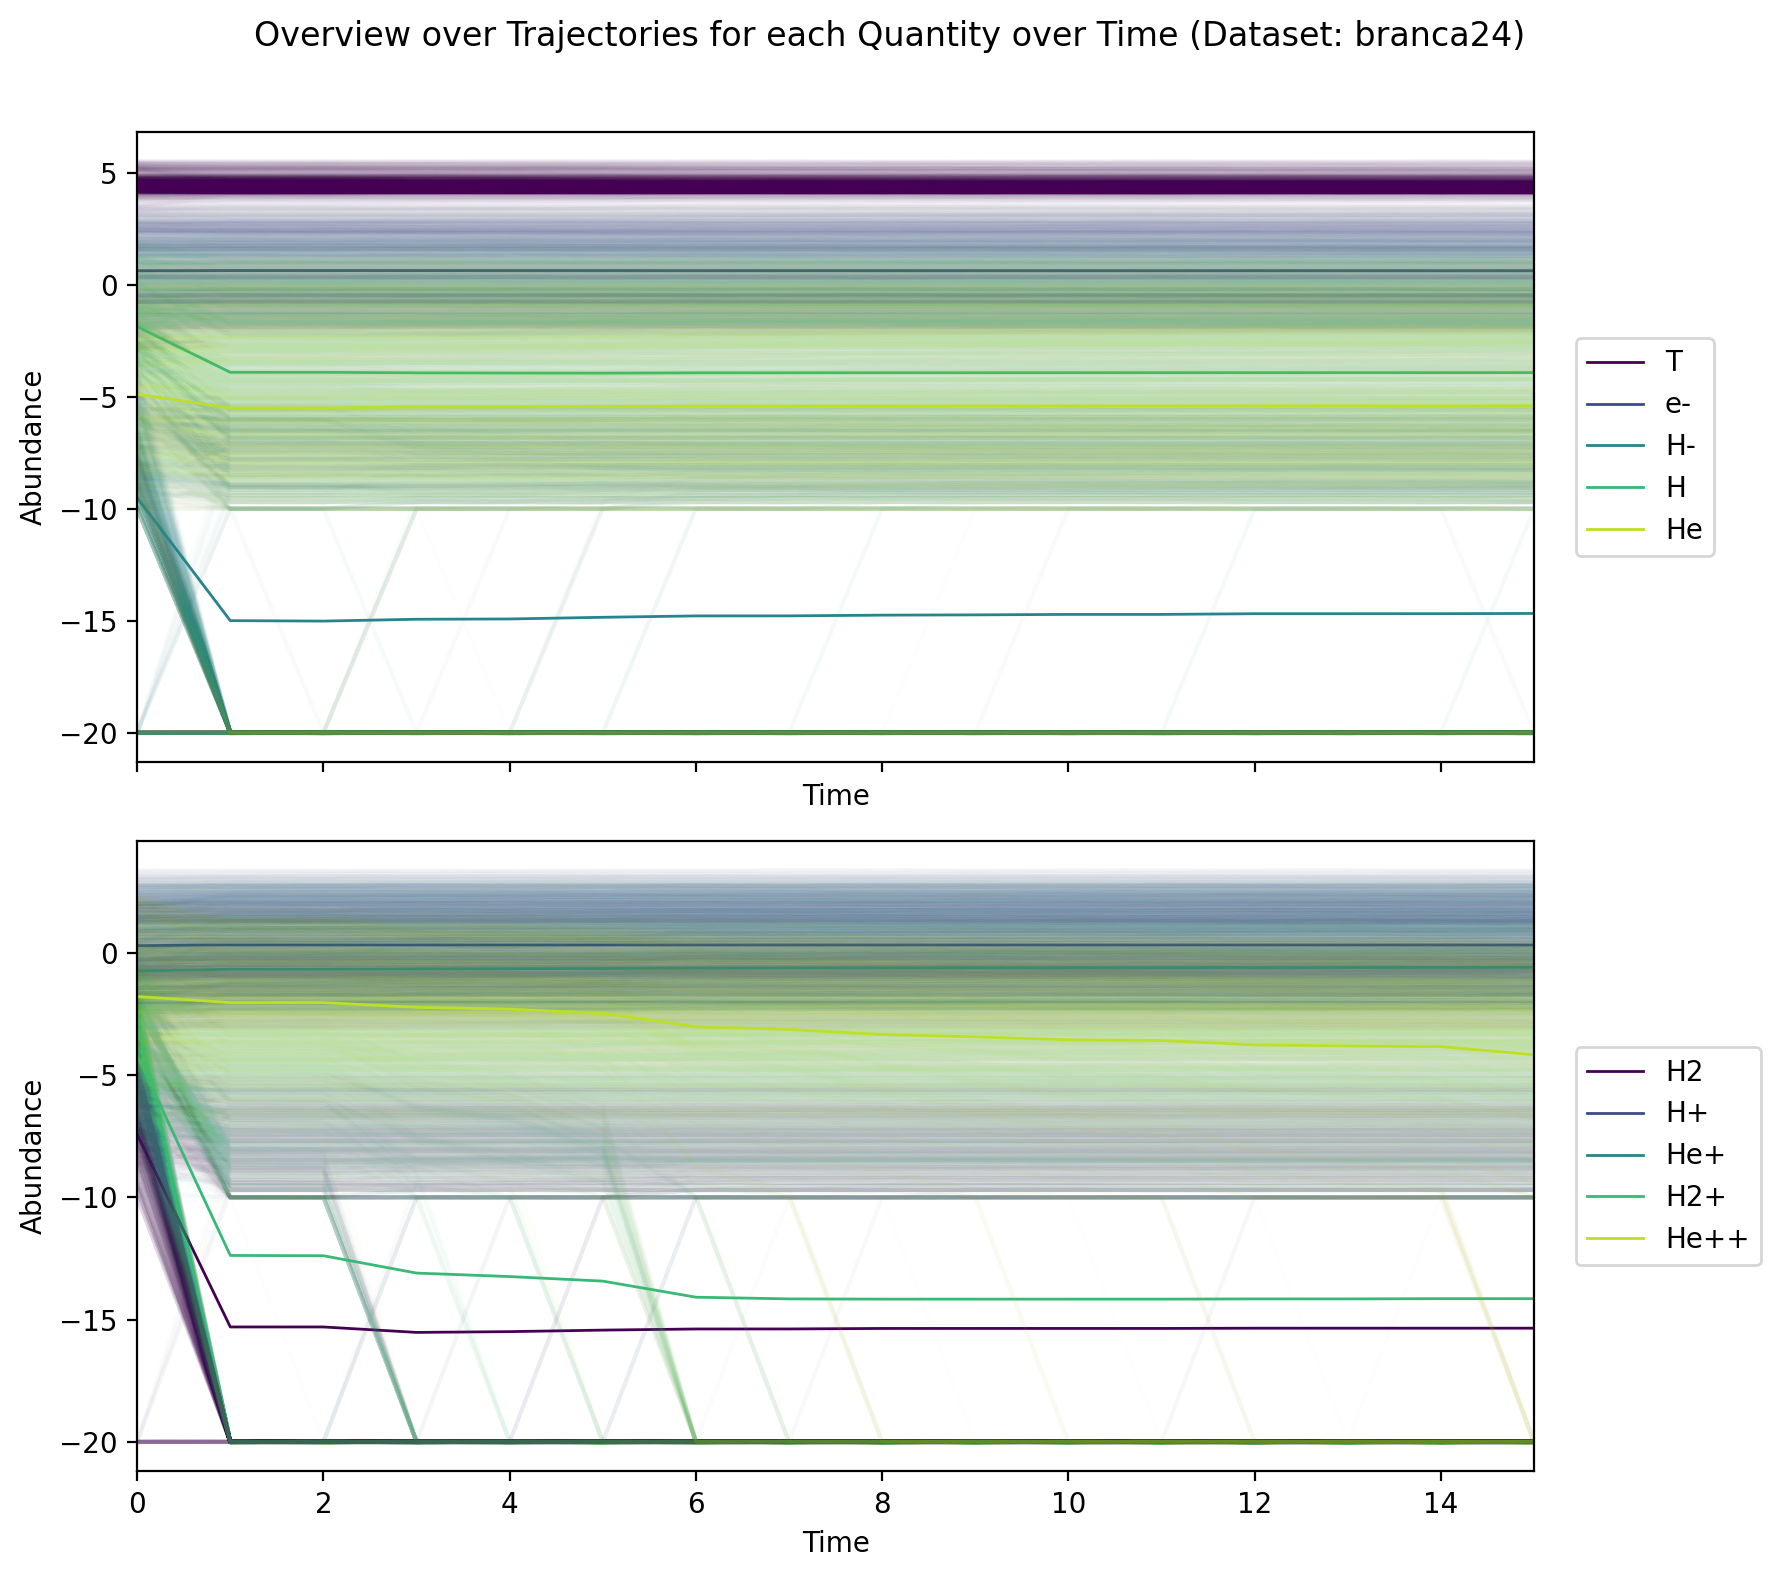 Overview over Trajectories for each Quantity over Time (Dataset: branca24)
5
0
−5
−10
−15
−20
Abundance
Time
T
e-
H-
H
He
0
−5
−10
−15
−20
Abundance
0 2 4 6 8 10 12 14
Time
H2
H+
He+
H2+
He++